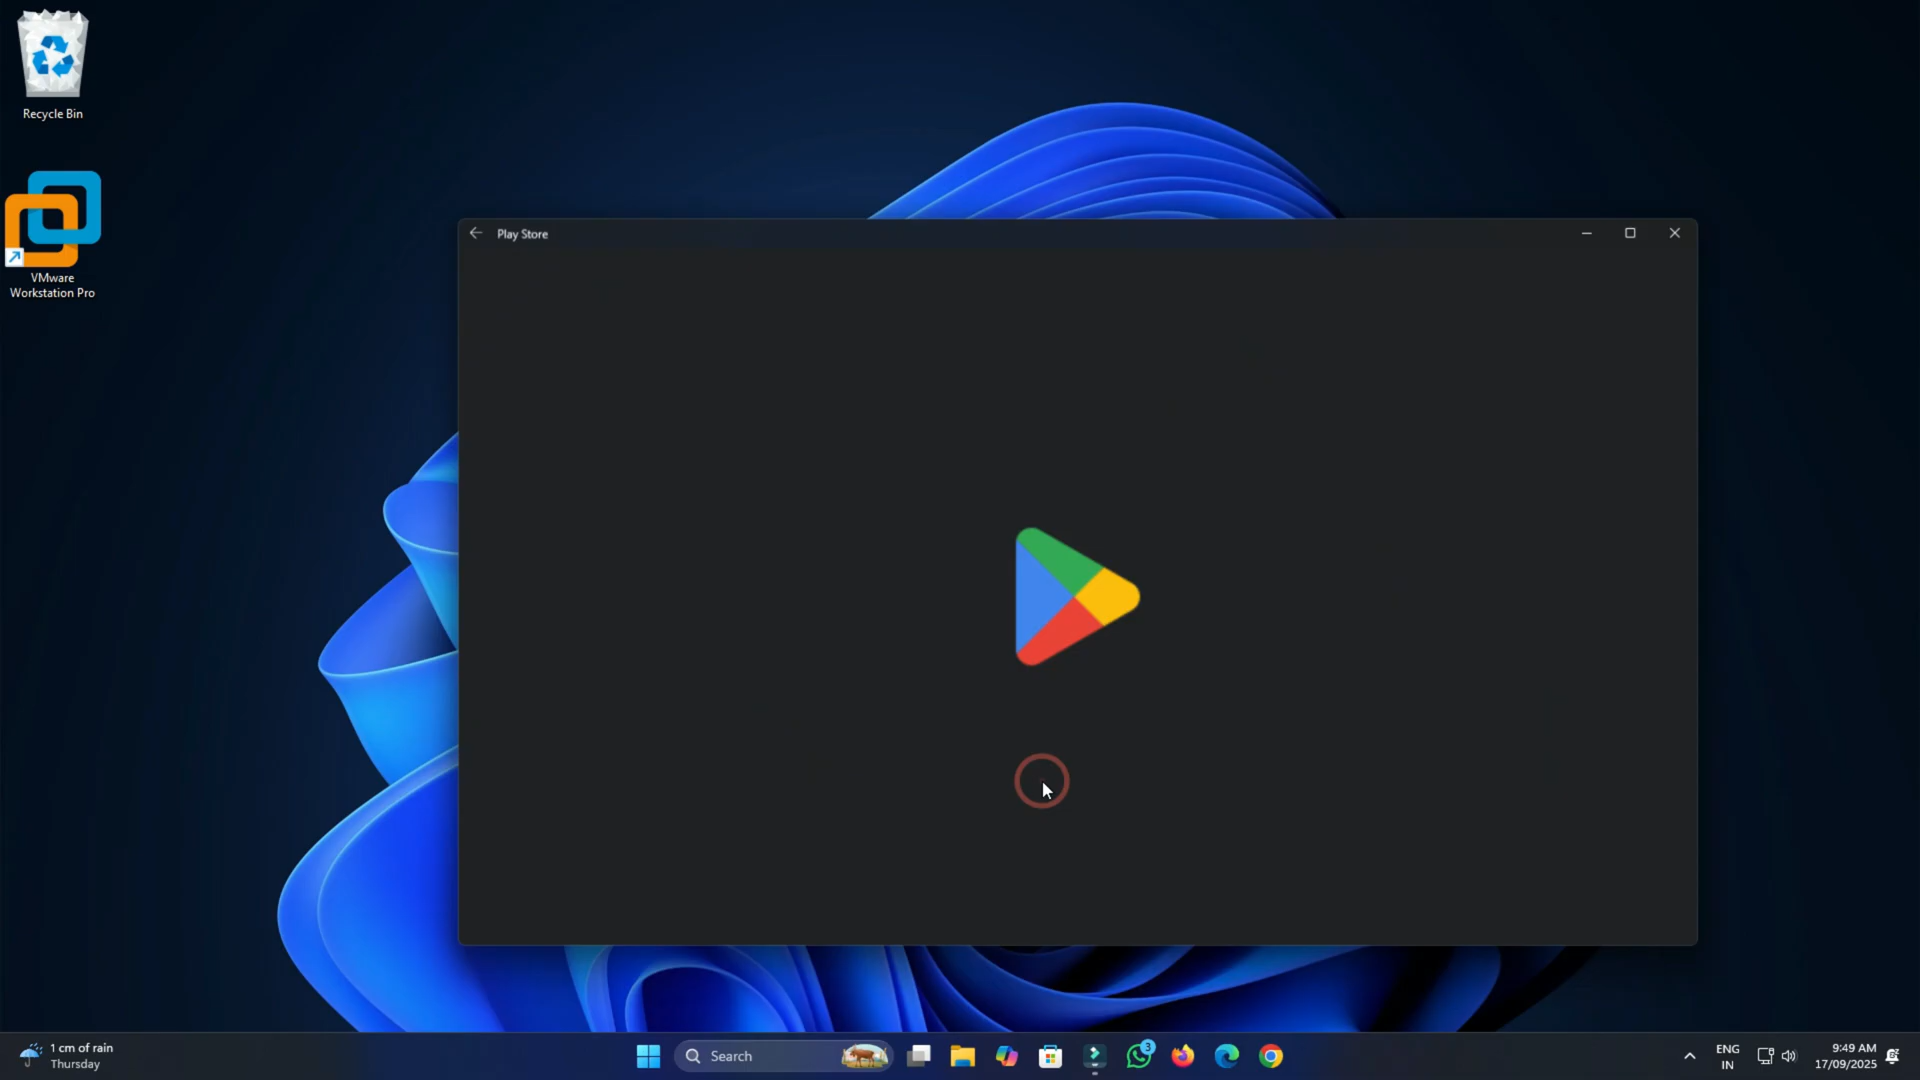 Recycle Bin
VMware
Workstation Pro
Play Store
1 cm of rain
Thursday
Search
3
ENG
IN
9:49 AM
17/09/2025